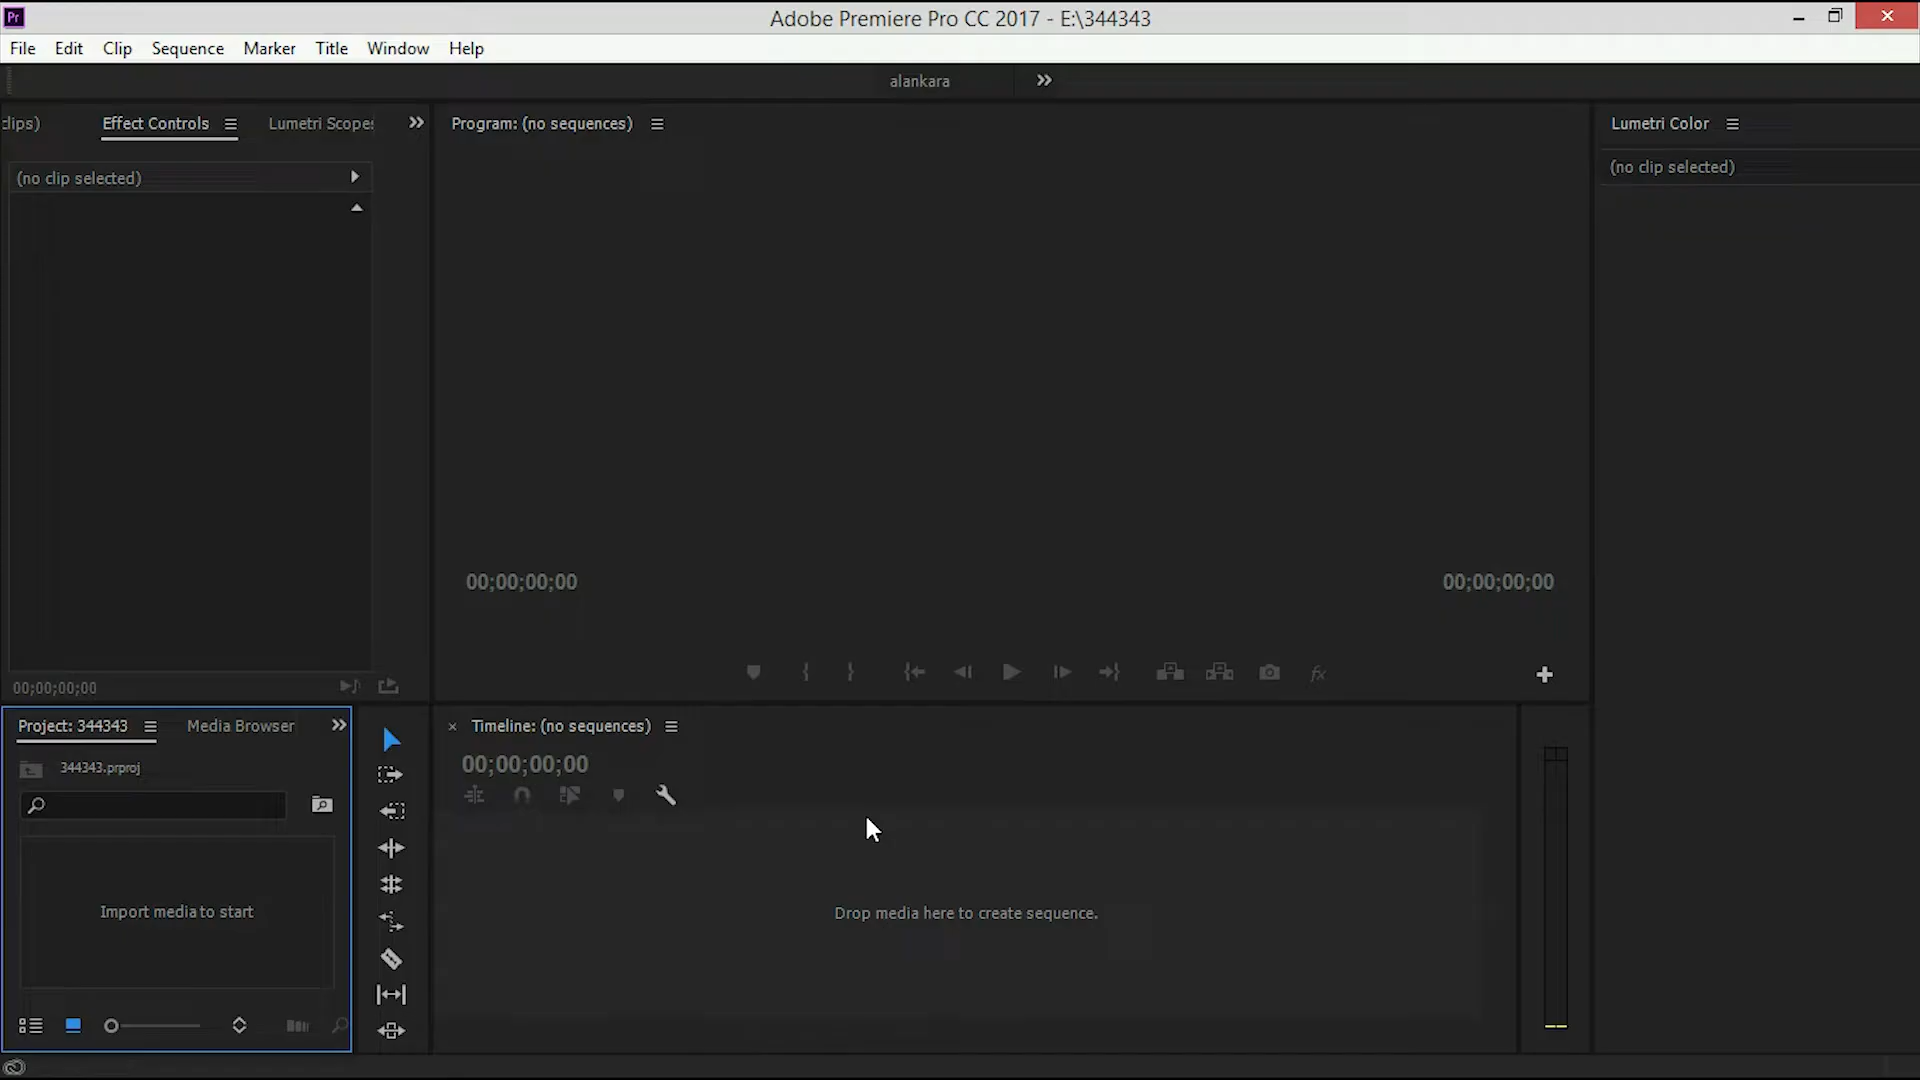 Pr
Adobe Premiere Pro CC 2017 - E:\344343
File Edit Clip Sequence Marker Title Window Help
alankara
clips) Effect Controls Lumetri Scopes
Program: (no sequences)
Lumetri Color
(no clip selected)
(no clip selected)
00;00;00;00 00;00;00;00
fx
00;00;00;00
Project: 344343 Media Browser
Timeline: (no sequences)
344343.prproj
00;00;00;00
Import media to start
Drop media here to create sequence.